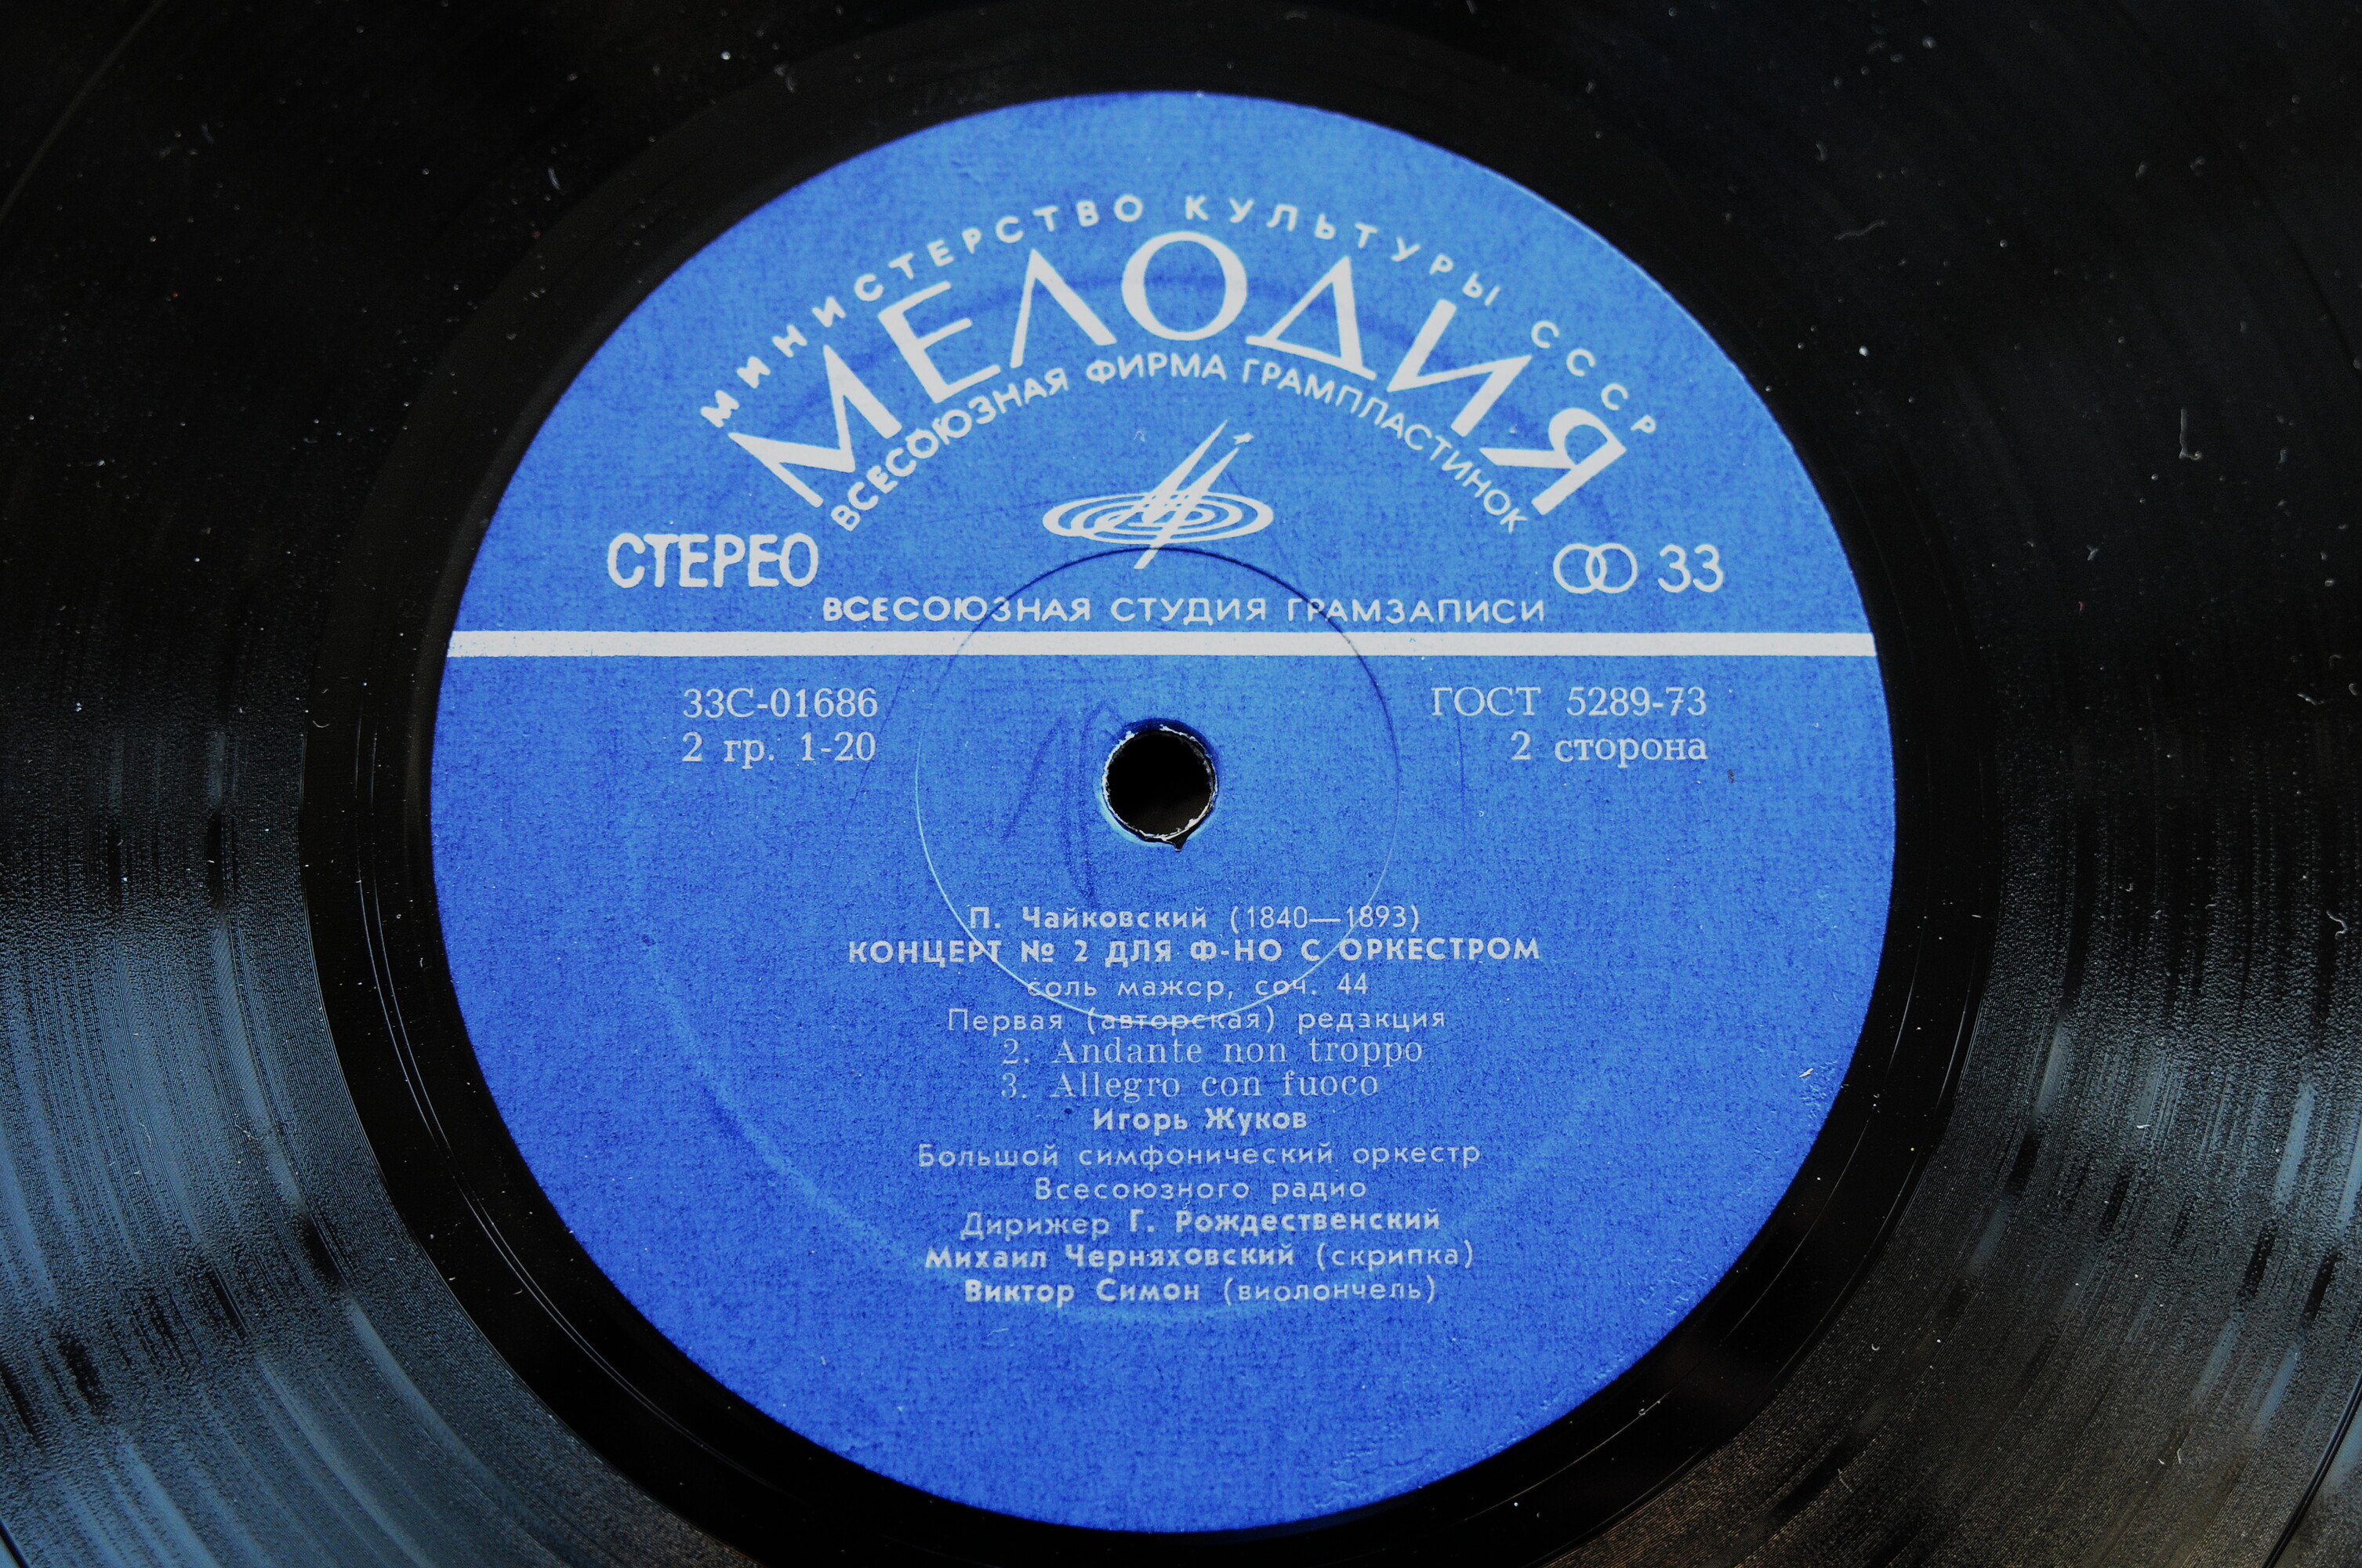 МИНИСТЕРСТВО КУЛЬТУРЫ СССР
МЕЛОДИЯ
ВСЕСОЮЗНАЯ ФИРМА ГРАМПЛАСТИНОК
СТЕРЕО
33
ВСЕСОЮЗНАЯ СТУДИЯ ГРАМЗАПИСИ
33С-01686
ГОСТ 5289-73
2 гр. 1-20
2 сторона
П. Чайковский (1840—1893)
КОНЦЕРТ № 2 ДЛЯ Ф-НО С ОРКЕСТРОМ
соль мажор, соч. 44
Первая (авторская) редакция
2. Andante non troppo
3. Allegro con fuoco
Игорь Жуков
Большой симфонический оркестр
Всесоюзного радио
Дирижер Г. Рождественский
Михаил Черняховский (скрипка)
Виктор Симон (виолончель)